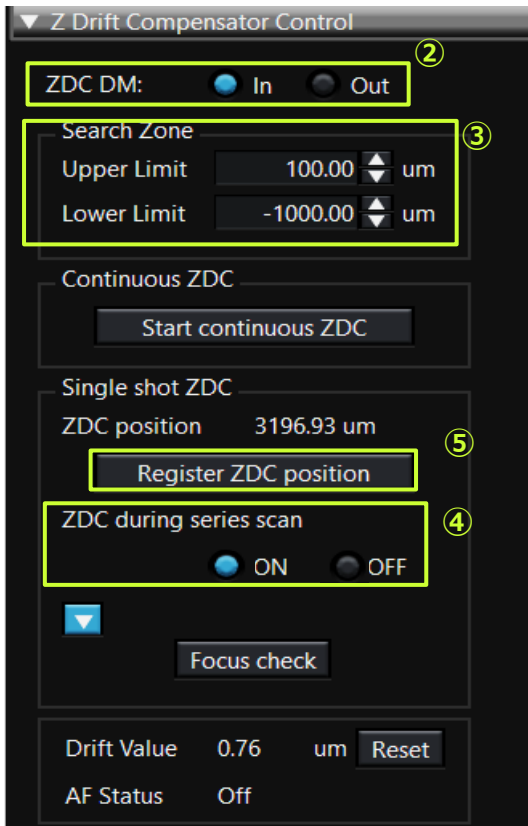 ▼ Z Drift Compensator Control
②
ZDC DM: In Out
Search Zone
③
Upper Limit 100.00 um
Lower Limit -1000.00 um
Continuous ZDC
Start continuous ZDC
Single shot ZDC
ZDC position 3196.93 um
⑤
Register ZDC position
ZDC during series scan
④
ON OFF
Focus check
Drift Value 0.76 um Reset
AF Status Off